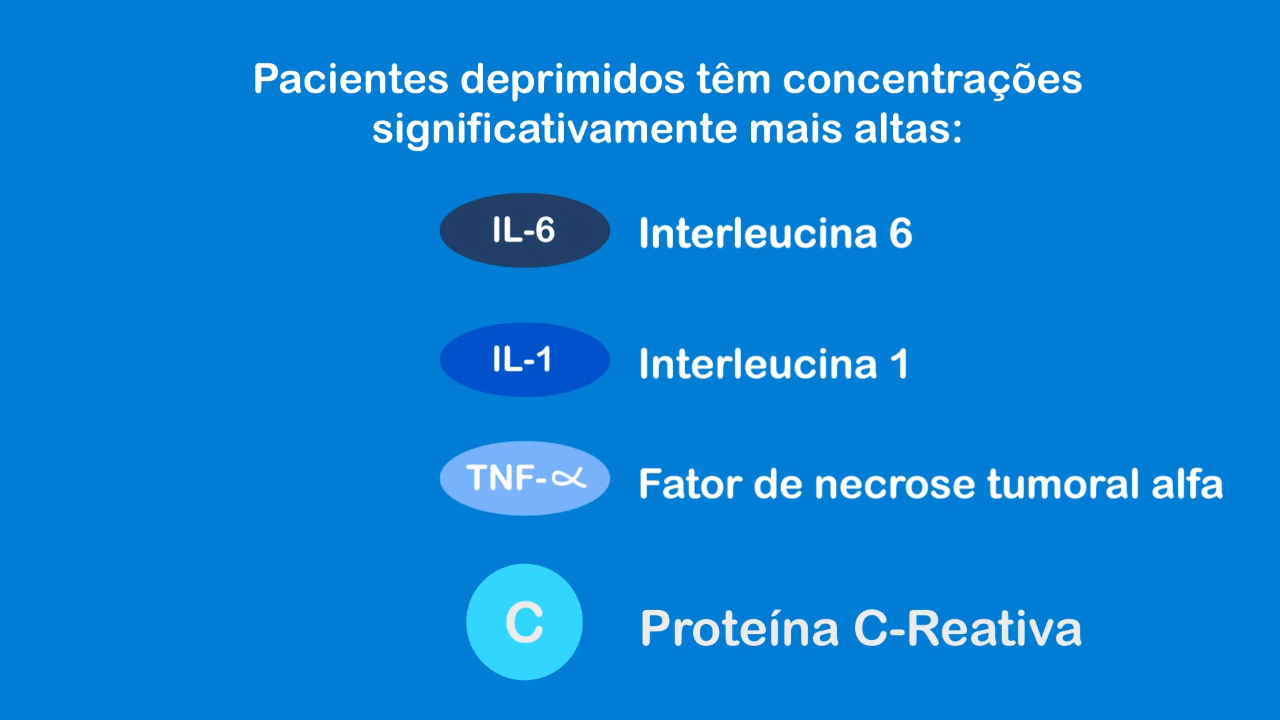 Pacientes deprimidos têm concentrações
significativamente mais altas:
IL-6 Interleucina 6
IL-1 Interleucina 1
TNF-α Fator de necrose tumoral alfa
C Proteína C-Reativa